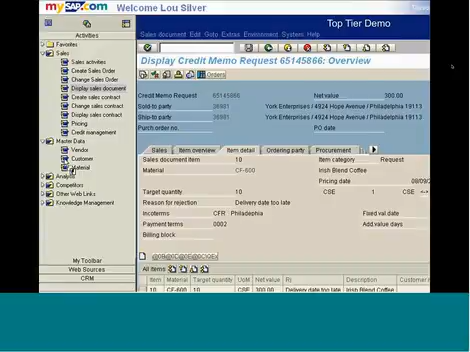 mySAP.com Welcome Lou Silver
Top Tier Demo
Activities
Favorites
Sales
Sales activities
Create Sales Order
Change Sales Order
Display sales document
Create sales contract
Change sales contract
Display sales contract
Pricing
Credit management
Master Data
Vendor
Customer
Material
Analysis
Competitors
Other Web Links
Knowledge Management
My Toolbar
Web Sources
CRM
Sales document Edit Goto Extras Environment System Help
Display Credit Memo Request 65145866: Overview
Orders
Credit Memo Request 65145866 Net value 300.00
Sold-to party 36981 York Enterprises / 4924 Hope Avenue / Philadelphia 19113
Ship-to party 36981 York Enterprises / 4924 Hope Avenue / Philadelphia 19113
Purch.order no. PO date
Sales Item overview Item detail Ordering party Procurement
Sales document Item 10 Item category Request
Material CF-600 Irish Blend Coffee
Pricing date 08/09/
Target quantity 10 CSE 1 CSE 1 <->
Reason for rejection Delivery date too late
Incoterms CFR Philadelphia Fixed val.date
Payment terms 0002 Add.value days
Billing block
All items
Item Material Target quantity UoM Net value Description
10 CF-600 10 CSE 300.00 Delivery date too late Irish Blend Coffee